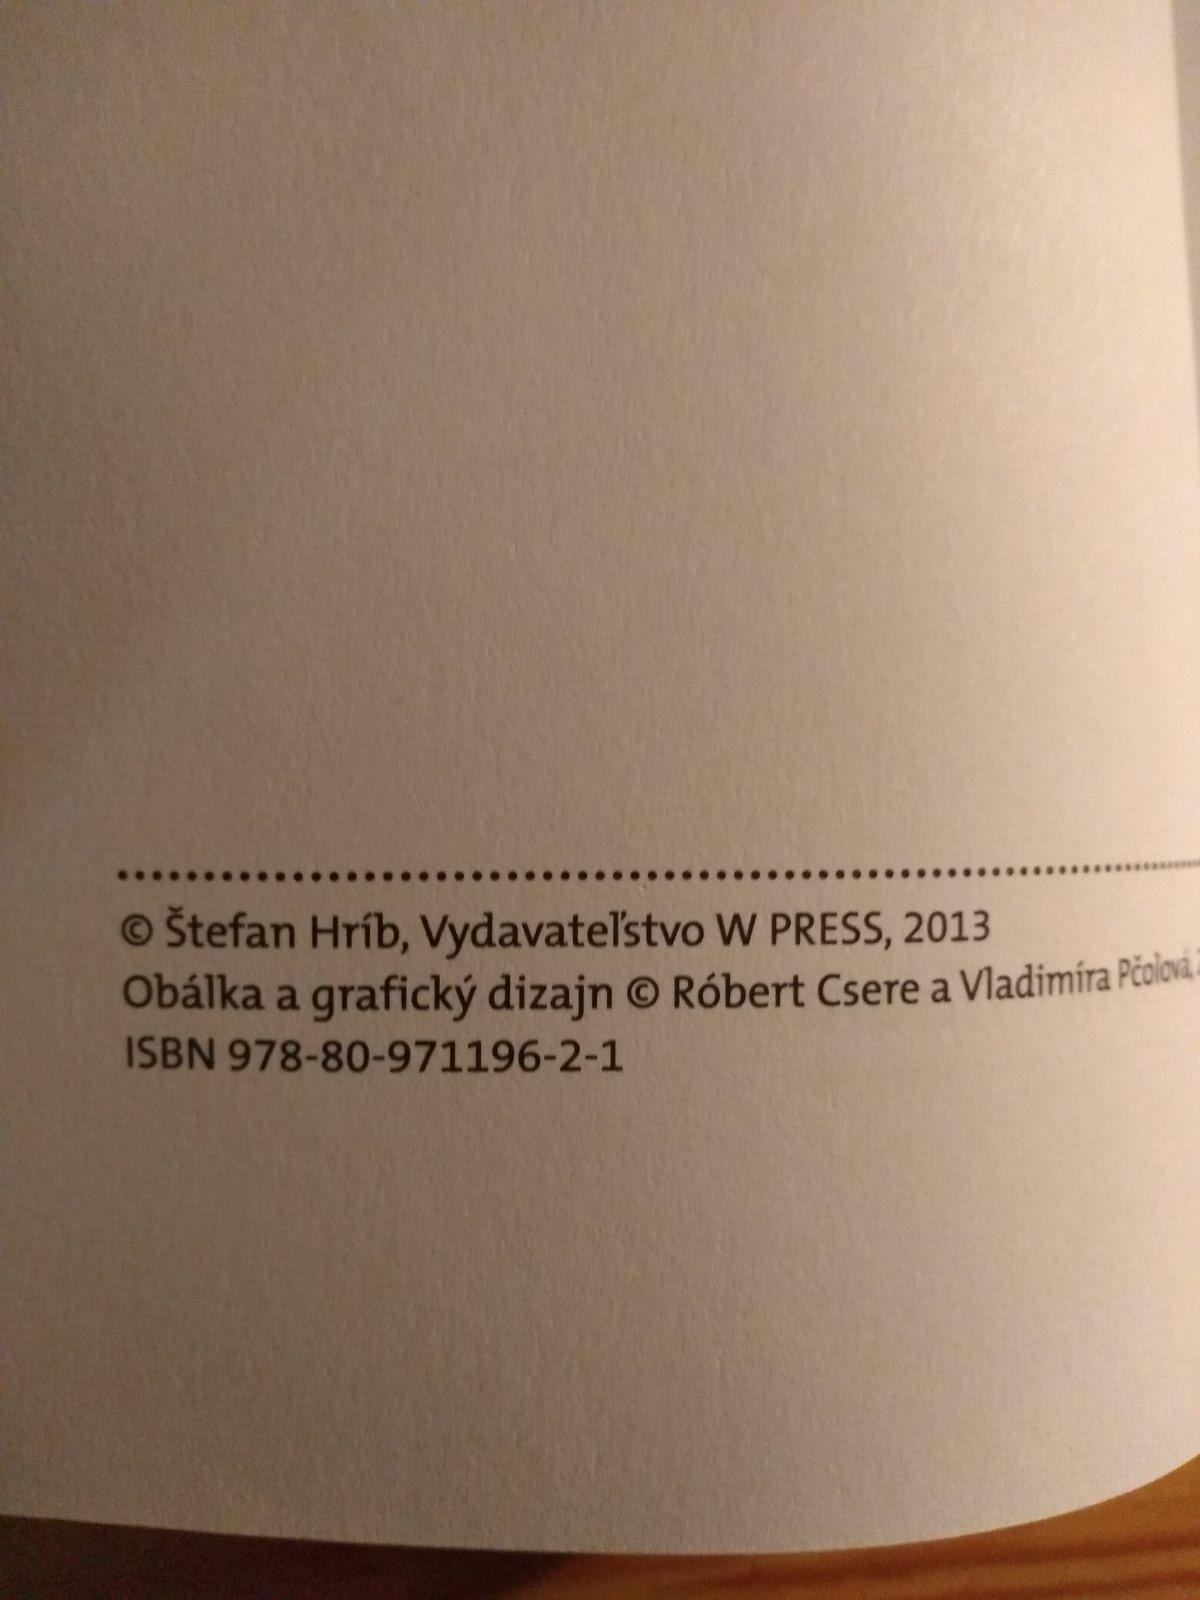 © Štefan Hríb, Vydavateľstvo W PRESS, 2013
Obálka a grafický dizajn © Róbert Csere a Vladimíra Pčolová,
ISBN 978-80-971196-2-1